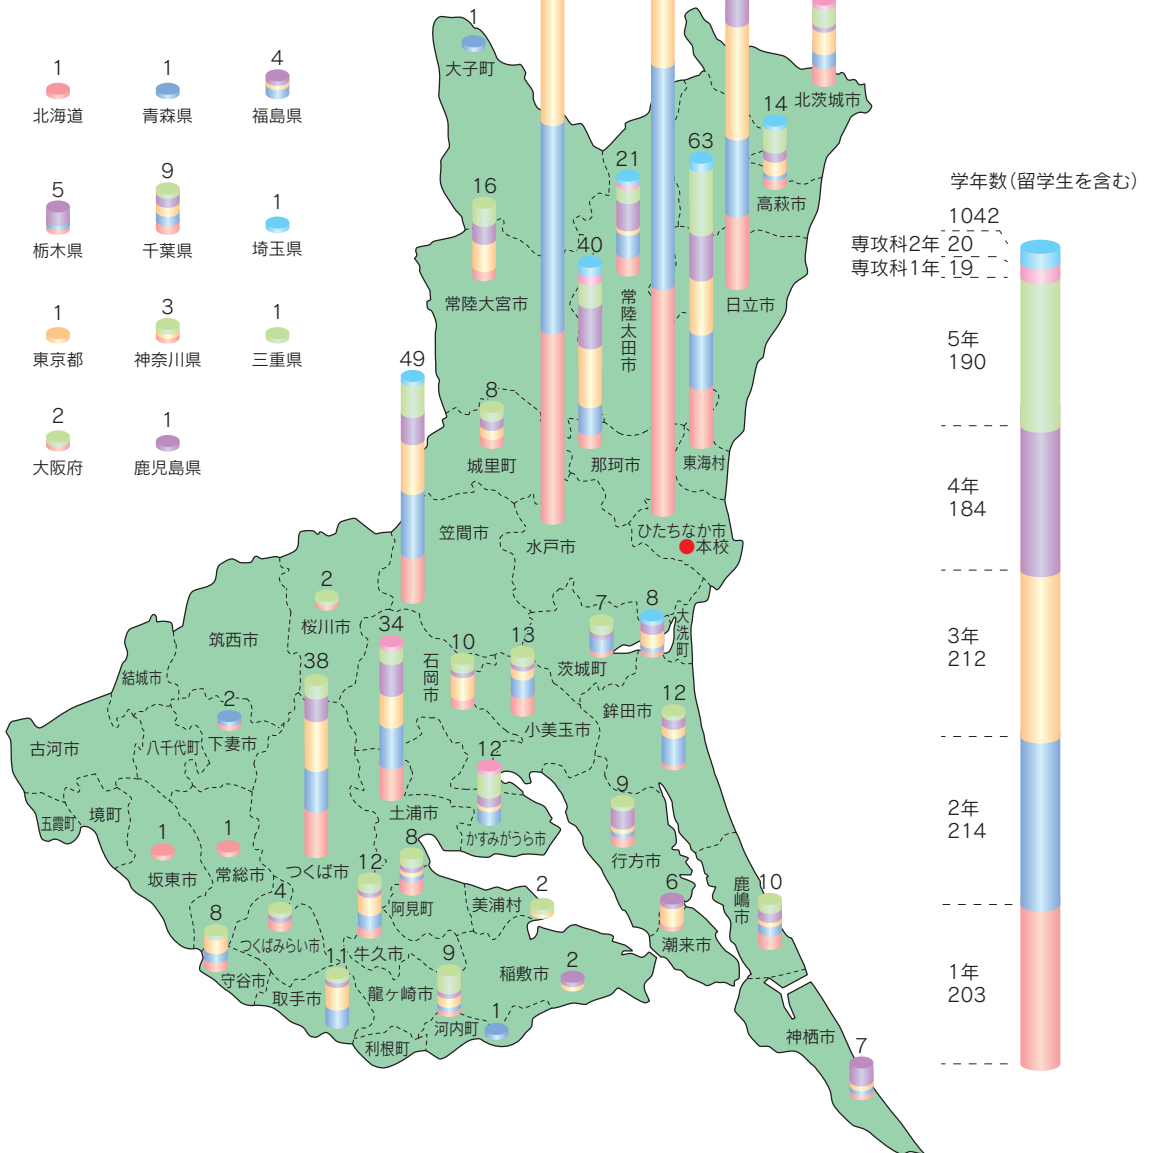 1
北海道
1
青森県
4
福島県
5
栃木県
9
千葉県
1
埼玉県
1
東京都
3
神奈川県
1
三重県
2
大阪府
1
鹿児島県
1
大子町
北茨城市
14
高萩市
63
東海村
21
常陸太田市
16
常陸大宮市
40
那珂市
日立市
49
笠間市
8
城里町
水戸市
ひたちなか市
本校
2
桜川市
筑西市
結城市
34
土浦市
38
つくば市
10
石岡市
13
小美玉市
7
茨城町
8
大洗町
12
鉾田市
2
下妻市
八千代町
古河市
五霞町
境町
1
坂東市
1
常総市
12
かすみがうら市
9
行方市
8
阿見町
12
牛久市
2
美浦村
6
潮来市
10
鹿嶋市
4
つくばみらい市
8
守谷市
11
取手市
9
龍ケ崎市
2
稲敷市
1
河内町
利根町
7
神栖市
学年数(留学生を含む)
1042
専攻科2年 20
専攻科1年 19
5年
190
4年
184
3年
212
2年
214
1年
203